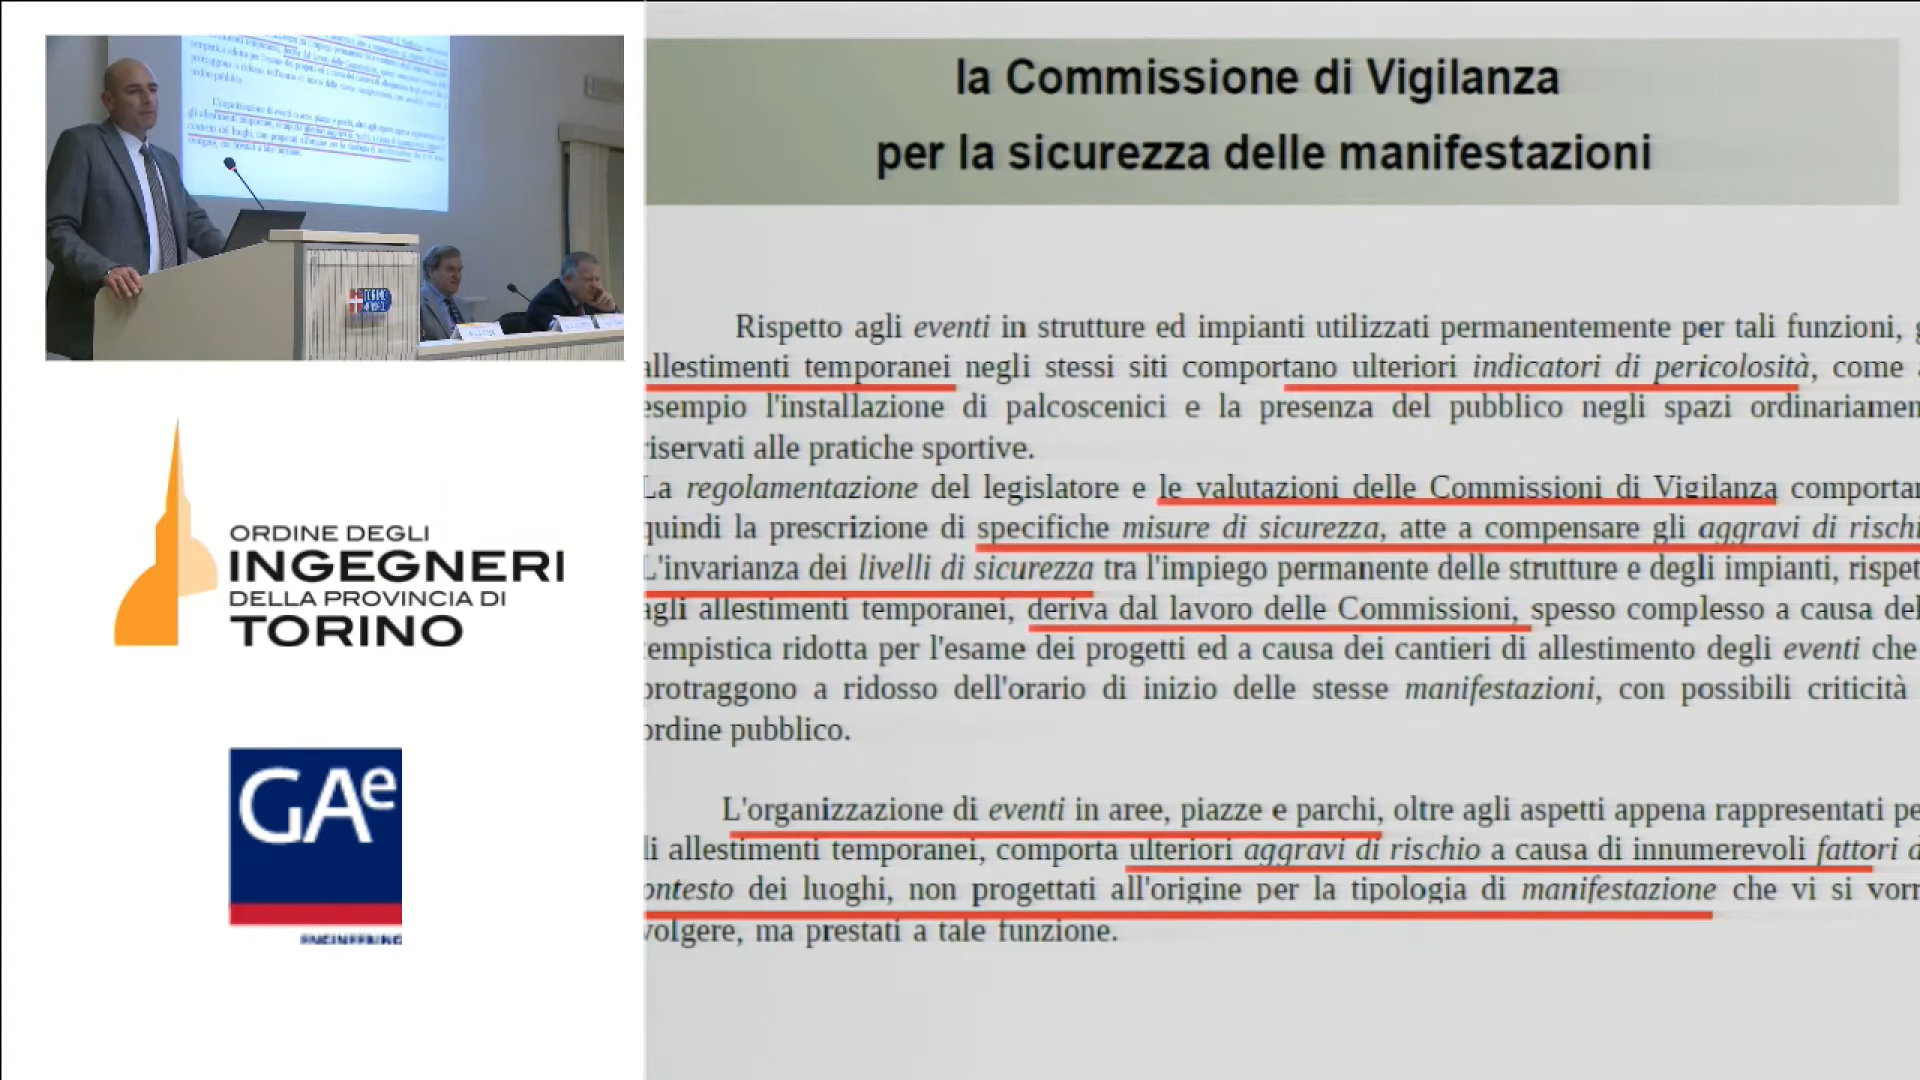 la Commissione di Vigilanza
per la sicurezza delle manifestazioni
Rispetto agli eventi in strutture ed impianti utilizzati permanentemente per tali funzioni,
allestimenti temporanei negli stessi siti comportano ulteriori indicatori di pericolosità, come
esempio l'installazione di palcoscenici e la presenza del pubblico negli spazi ordinariamen
riservati alle pratiche sportive.
La regolamentazione del legislatore e le valutazioni delle Commissioni di Vigilanza comportan
quindi la prescrizione di specifiche misure di sicurezza, atte a compensare gli aggravi di rischi
L'invarianza dei livelli di sicurezza tra l'impiego permanente delle strutture e degli impianti, rispet
agli allestimenti temporanei, deriva dal lavoro delle Commissioni, spesso complesso a causa del
tempistica ridotta per l'esame dei progetti ed a causa dei cantieri di allestimento degli eventi che
protraggono a ridosso dell'orario di inizio delle stesse manifestazioni, con possibili criticità
ordine pubblico.
L'organizzazione di eventi in aree, piazze e parchi, oltre agli aspetti appena rappresentati pe
li allestimenti temporanei, comporta ulteriori aggravi di rischio a causa di innumerevoli fattori d
ontesto dei luoghi, non progettati all'origine per la tipologia di manifestazione che vi si vorr
volgere, ma prestati a tale funzione.
ORDINE DEGLI
INGEGNERI
DELLA PROVINCIA DI
TORINO
GAe
ENGINEERING